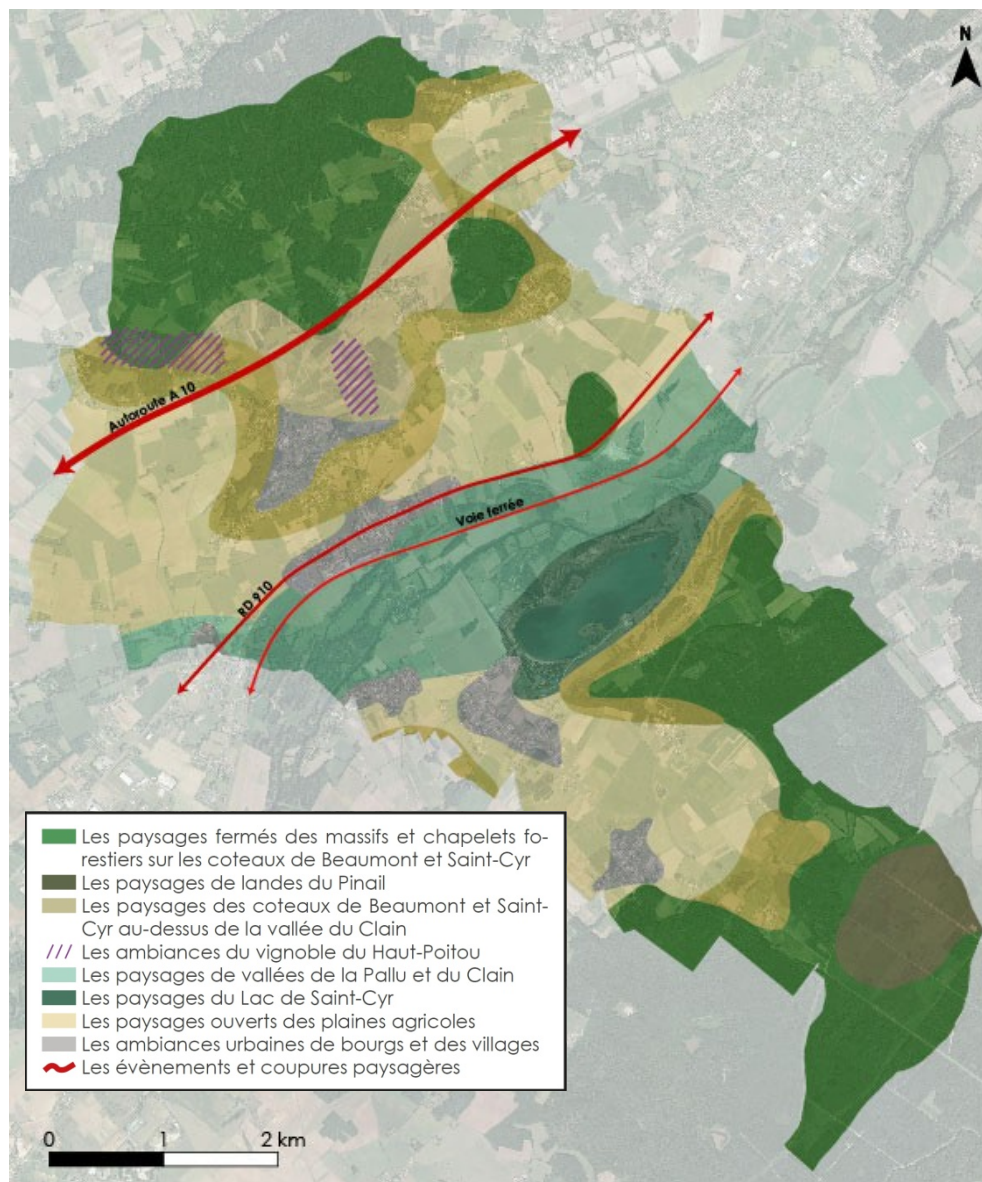 N
Autoroute A 10
Voie ferrée
RD 910
Les paysages fermés des massifs et chapelets fo-
restiers sur les coteaux de Beaumont et Saint-Cyr
Les paysages de landes du Pinail
Les paysages des coteaux de Beaumont et Saint-
Cyr au-dessus de la vallée du Clain
Les ambiances du vignoble du Haut-Poitou
Les paysages de vallées de la Pallu et du Clain
Les paysages du Lac de Saint-Cyr
Les paysages ouverts des plaines agricoles
Les ambiances urbaines de bourgs et des villages
Les évènements et coupures paysagères
0 1 2 km